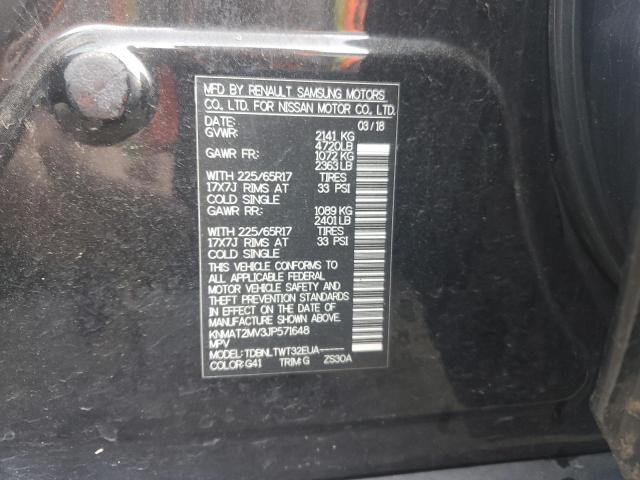 MFD BY RENAULT SAMSUNG MOTORS
CO., LTD. FOR NISSAN MOTOR CO., LTD.
DATE: 03/18
GVWR: 2141 KG
4720LB
GAWR FR: 1072 KG
2363LB
WITH 225/65R17 TIRES
17X7J RIMS AT 33 PSI
COLD SINGLE
GAWR RR: 1089 KG
2401LB
WITH 225/65R17 TIRES
17X7J RIMS AT 33 PSI
COLD SINGLE
THIS VEHICLE CONFORMS TO
ALL APPLICABLE FEDERAL
MOTOR VEHICLE SAFETY AND
THEFT PREVENTION STANDARDS
IN EFFECT ON THE DATE OF
MANUFACTURE SHOWN ABOVE.
KNMAT2MV3JP571648
MPV
MODEL: TDBNLTWT32EUA-----
COLOR: G41 TRIM: G ZS30A